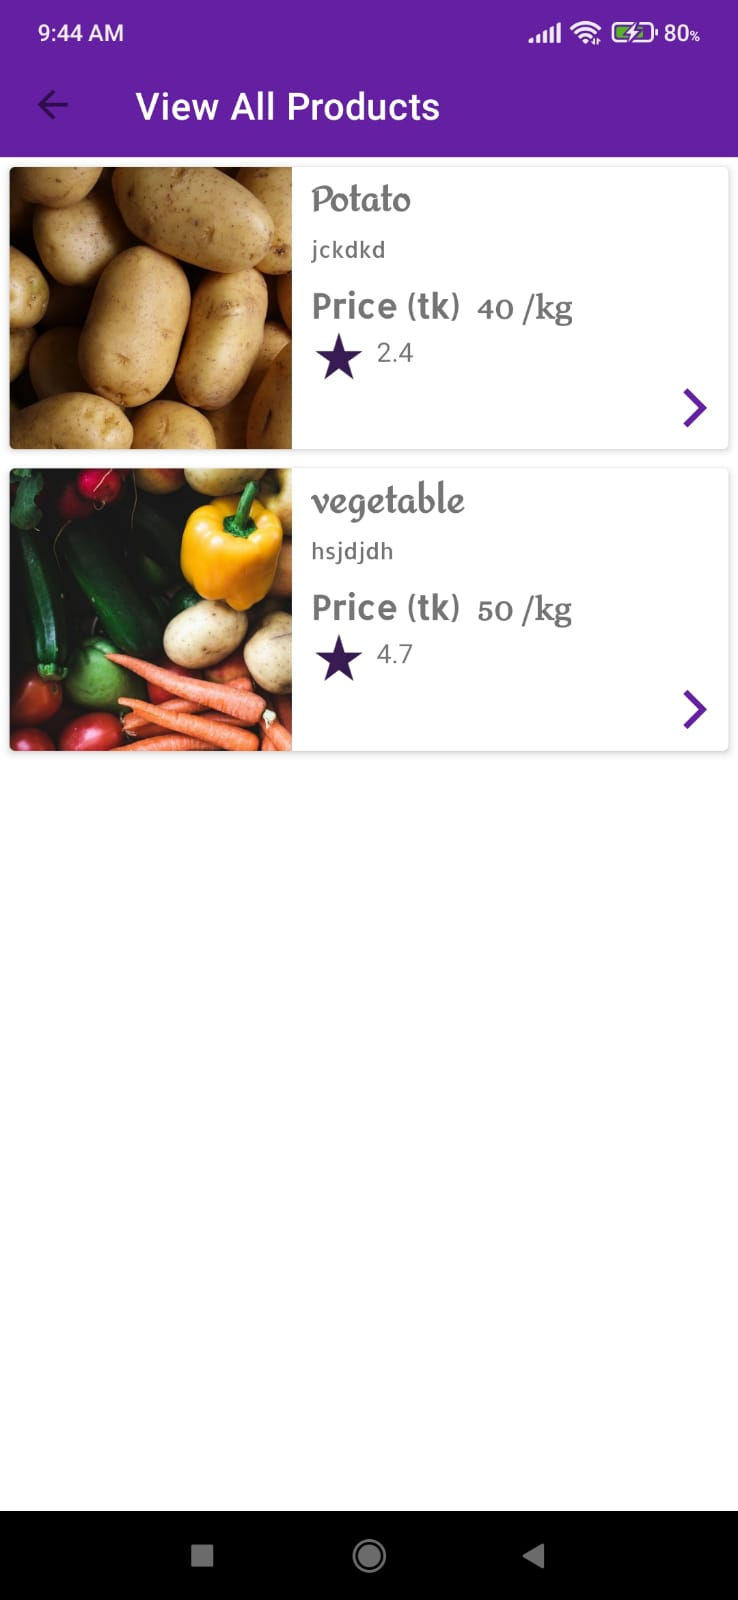 9:44 AM 80%
View All Products
Potato
jckdkd
Price (tk) 40 /kg
2.4
vegetable
hsjdjdh
Price (tk) 50 /kg
4.7